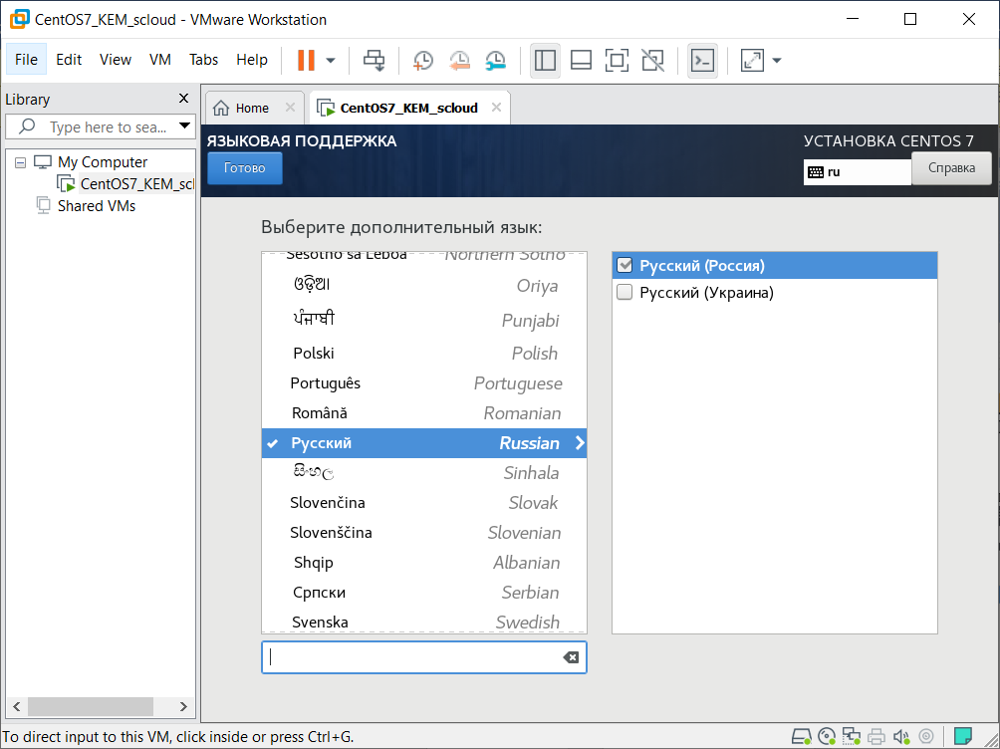 CentOS7_KEM_scloud - VMware Workstation
File Edit View VM Tabs Help
Library
Type here to sea...
My Computer
CentOS7_KEM_scl
Shared VMs
Home
CentOS7_KEM_scloud
ЯЗЫКОВАЯ ПОДДЕРЖКА
УСТАНОВКА CENTOS 7
Готово
ru
Справка
Выберите дополнительный язык:
Sesotho sa Leboa Northern Sotho
ଓଡ଼ିଆ Oriya
ਪੰਜਾਬੀ Punjabi
Polski Polish
Português Portuguese
Română Romanian
Русский Russian
සිංහල Sinhala
Slovenčina Slovak
Slovenščina Slovenian
Shqip Albanian
Српски Serbian
Svenska Swedish
Русский (Россия)
Русский (Украина)
To direct input to this VM, click inside or press Ctrl+G.